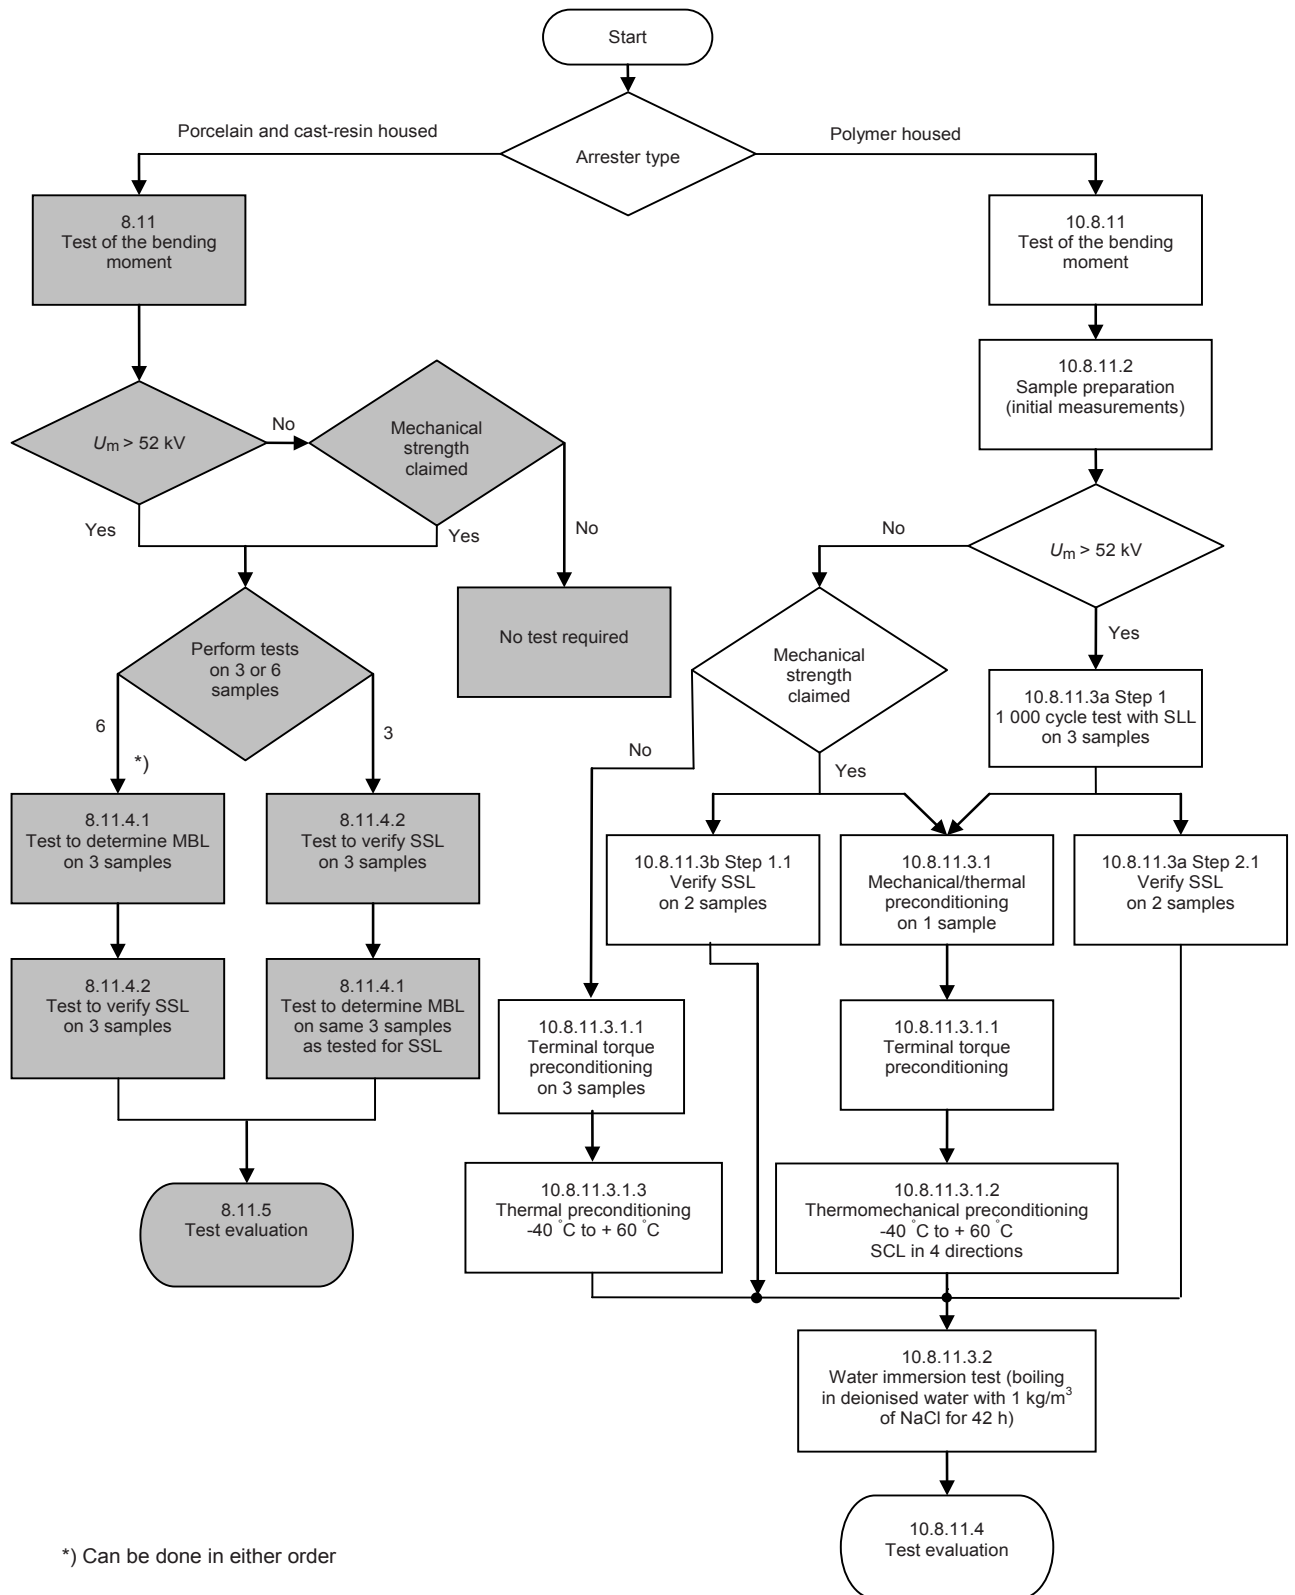 Start
Porcelain and cast-resin housed
Polymer housed
Arrester type
8.11
Test of the bending
moment
10.8.11
Test of the bending
moment
10.8.11.2
Sample preparation
(initial measurements)
Um > 52 kV
No
Mechanical
strength
claimed
Yes
Yes
No
No
Um > 52 kV
Yes
No test required
Perform tests
on 3 or 6
samples
Mechanical
strength
claimed
10.8.11.3a Step 1
1 000 cycle test with SLL
on 3 samples
6
*)
3
No
Yes
8.11.4.1
Test to determine MBL
on 3 samples
8.11.4.2
Test to verify SSL
on 3 samples
10.8.11.3b Step 1.1
Verify SSL
on 2 samples
10.8.11.3.1
Mechanical/thermal
preconditioning
on 1 sample
10.8.11.3a Step 2.1
Verify SSL
on 2 samples
8.11.4.2
Test to verify SSL
on 3 samples
8.11.4.1
Test to determine MBL
on same 3 samples
as tested for SSL
10.8.11.3.1.1
Terminal torque
preconditioning
on 3 samples
10.8.11.3.1.1
Terminal torque
preconditioning
8.11.5
Test evaluation
10.8.11.3.1.3
Thermal preconditioning
-40 °C to + 60 °C
10.8.11.3.1.2
Thermomechanical preconditioning
-40 °C to + 60 °C
SCL in 4 directions
10.8.11.3.2
Water immersion test (boiling
in deionised water with 1 kg/m³
of NaCl for 42 h)
10.8.11.4
Test evaluation
*) Can be done in either order